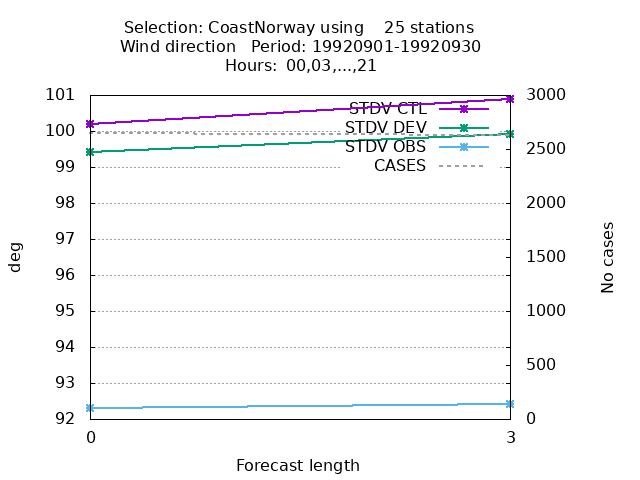 Selection: CoastNorway using    25 stations
Wind direction   Period: 19920901-19920930
Hours:  00,03,...,21
101
100
99
98
97
96
95
94
93
92
3000
2500
2000
1500
1000
500
0
STDV CTL
STDV DEV
STDV OBS
CASES
deg
No cases
0
3
Forecast length